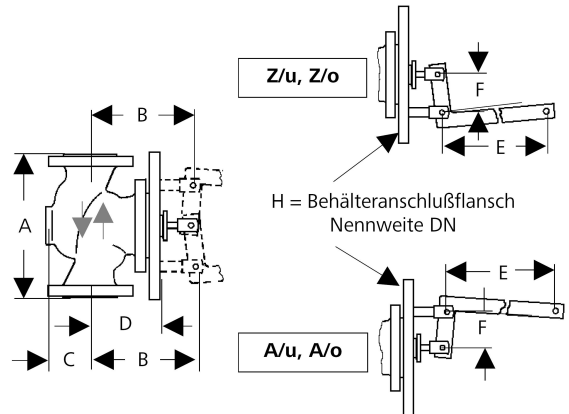 B
Z/u, Z/o
F
E
A
H = Behälteranschlußflansch
Nennweite DN
E
D
F
C
B
A/u, A/o